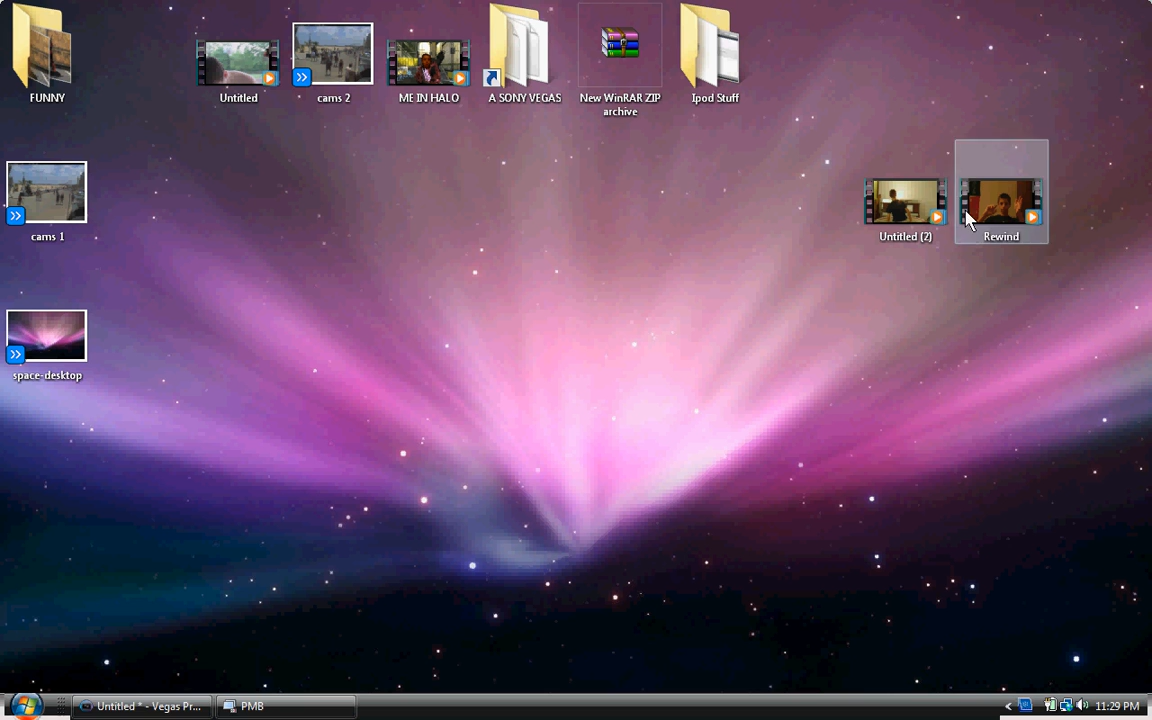 FUNNY
Untitled
cams 2
ME IN HALO
A SONY VEGAS
New WinRAR ZIP
archive
Ipod Stuff
cams 1
Untitled (2)
Rewind
space-desktop
Untitled * - Vegas Pr...
PMB
11:29 PM